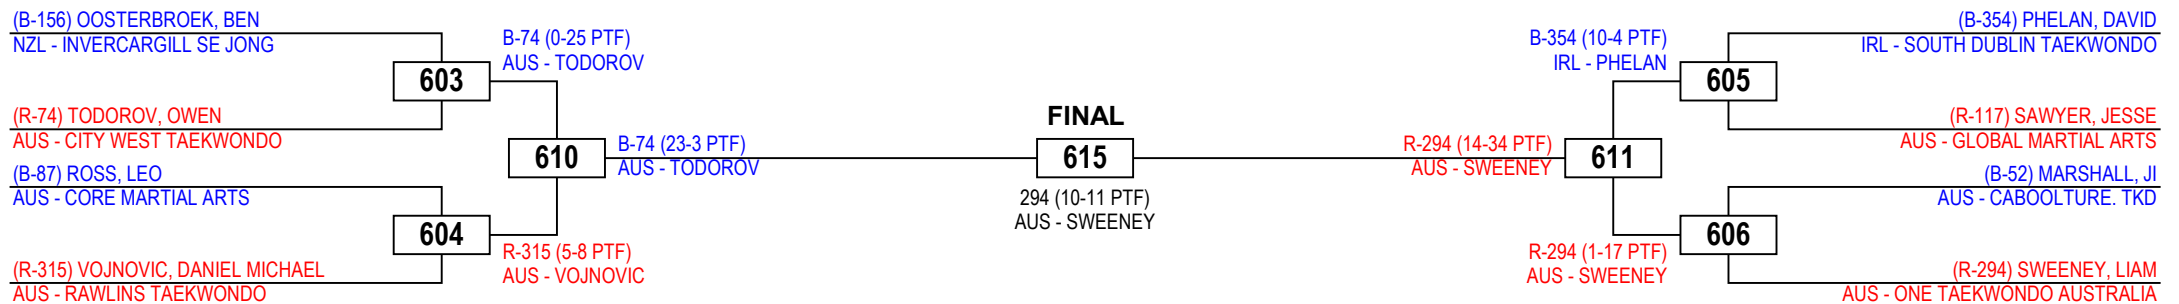 (B-156) OOSTERBROEK, BEN
NZL - INVERCARGILL SE JONG
603
(R-74) TODOROV, OWEN
AUS - CITY WEST TAEKWONDO
(B-87) ROSS, LEO
AUS - CORE MARTIAL ARTS
604
(R-315) VOJNOVIC, DANIEL MICHAEL
AUS - RAWLINS TAEKWONDO
B-74 (0-25 PTF)
AUS - TODOROV
610
R-315 (5-8 PTF)
AUS - VOJNOVIC
B-74 (23-3 PTF)
AUS - TODOROV
FINAL
615
294 (10-11 PTF)
AUS - SWEENEY
R-294 (14-34 PTF)
AUS - SWEENEY
B-354 (10-4 PTF)
IRL - PHELAN
611
R-294 (1-17 PTF)
AUS - SWEENEY
(B-354) PHELAN, DAVID
IRL - SOUTH DUBLIN TAEKWONDO
605
(R-117) SAWYER, JESSE
AUS - GLOBAL MARTIAL ARTS
(B-52) MARSHALL, JI
AUS - CABOOLTURE. TKD
606
(R-294) SWEENEY, LIAM
AUS - ONE TAEKWONDO AUSTRALIA